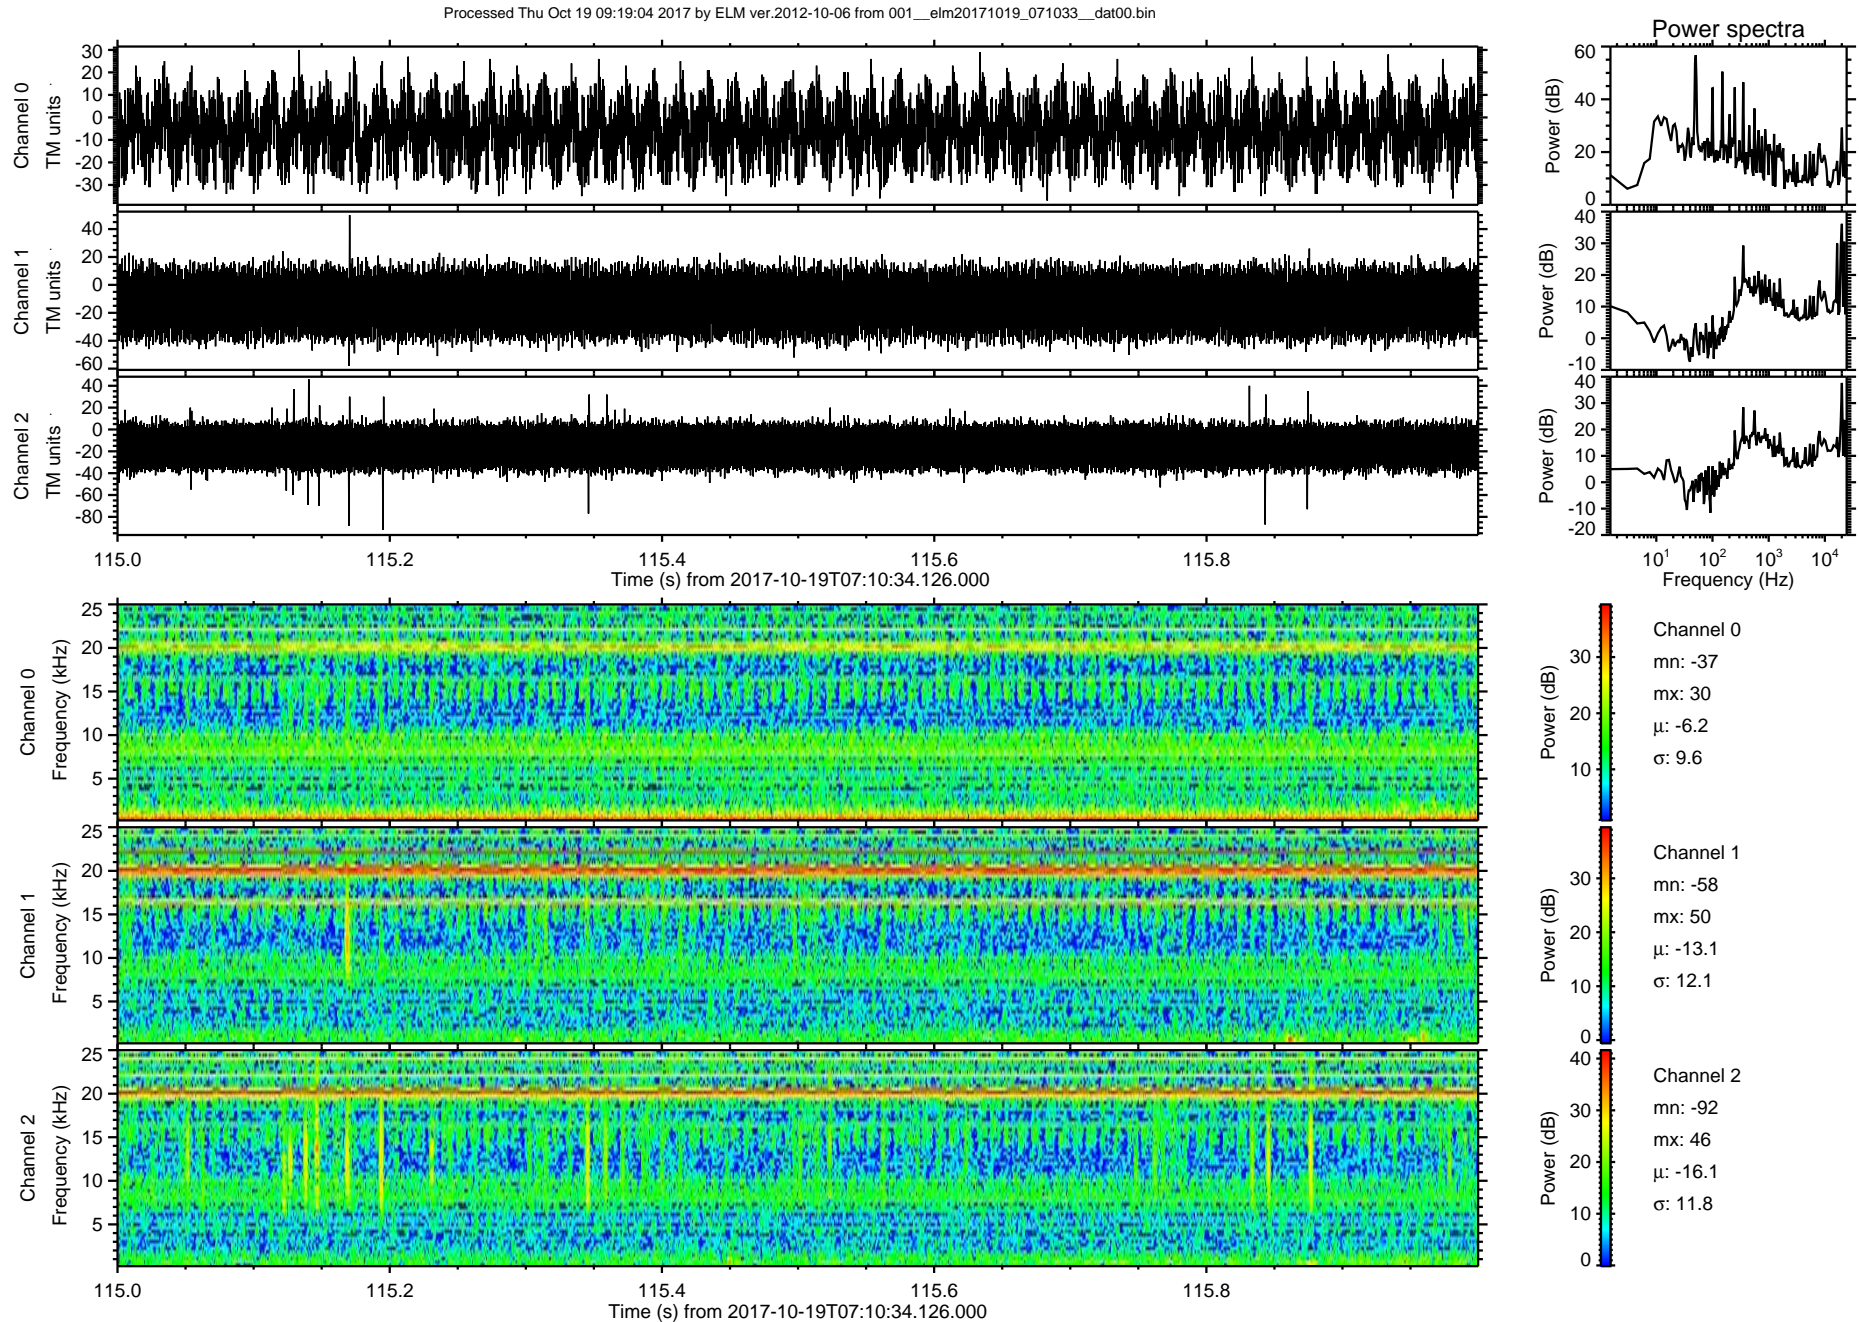 Processed Thu Oct 19 09:19:04 2017 by ELM ver.2012-10-06 from 001__elm20171019_071033__dat00.bin
Power spectra
Channel 0
TM units
30
20
10
0
-10
-20
-30
Power (dB)
60
40
20
0
Channel 1
TM units
40
20
0
-20
-40
-60
Power (dB)
40
30
20
10
0
-10
Channel 2
TM units
40
20
0
-20
-40
-60
-80
Power (dB)
40
30
20
10
0
-10
-20
115.0 115.2 115.4 115.6 115.8
Time (s) from 2017-10-19T07:10:34.126.000
10¹ 10² 10³ 10⁴
Frequency (Hz)
Channel 0
Frequency (kHz)
25
20
15
10
5
Power (dB)
30
20
10
Channel 0
mn: -37
mx: 30
μ: -6.2
σ: 9.6
Channel 1
Frequency (kHz)
25
20
15
10
5
Power (dB)
30
20
10
0
Channel 1
mn: -58
mx: 50
μ: -13.1
σ: 12.1
Channel 2
Frequency (kHz)
25
20
15
10
5
Power (dB)
40
30
20
10
0
Channel 2
mn: -92
mx: 46
μ: -16.1
σ: 11.8
115.0 115.2 115.4 115.6 115.8
Time (s) from 2017-10-19T07:10:34.126.000